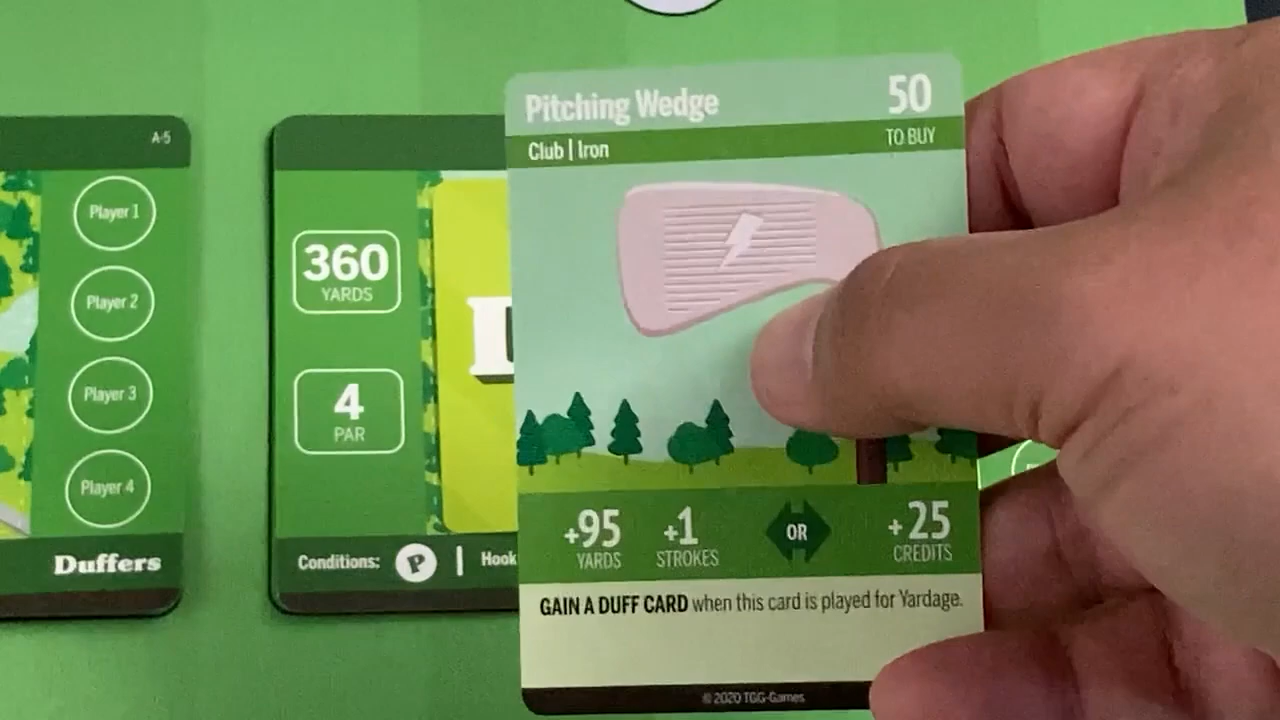 A-5
Player 1
Player 2
Player 3
Player 4
Duffers
360
YARDS
4
PAR
Conditions: P | Hook
Pitching Wedge
50
TO BUY
Club | Iron
+95
YARDS
+1
STROKES
OR
+25
CREDITS
GAIN A DUFF CARD when this card is played for Yardage.
© 2020 TGG-Games